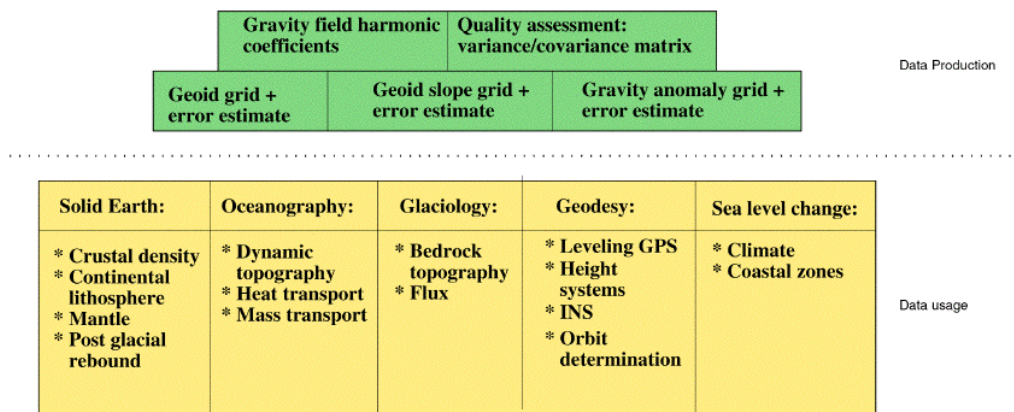 Gravity field harmonic
coefficients
Quality assessment:
variance/covariance matrix
Data Production
Geoid grid +
error estimate
Geoid slope grid +
error estimate
Gravity anomaly grid +
error estimate
Solid Earth:
* Crustal density
* Continental
lithosphere
* Mantle
* Post glacial
rebound
Oceanography:
* Dynamic
topography
* Heat transport
* Mass transport
Glaciology:
* Bedrock
topography
* Flux
Geodesy:
* Leveling GPS
* Height
systems
* INS
* Orbit
determination
Sea level change:
* Climate
* Coastal zones
Data usage